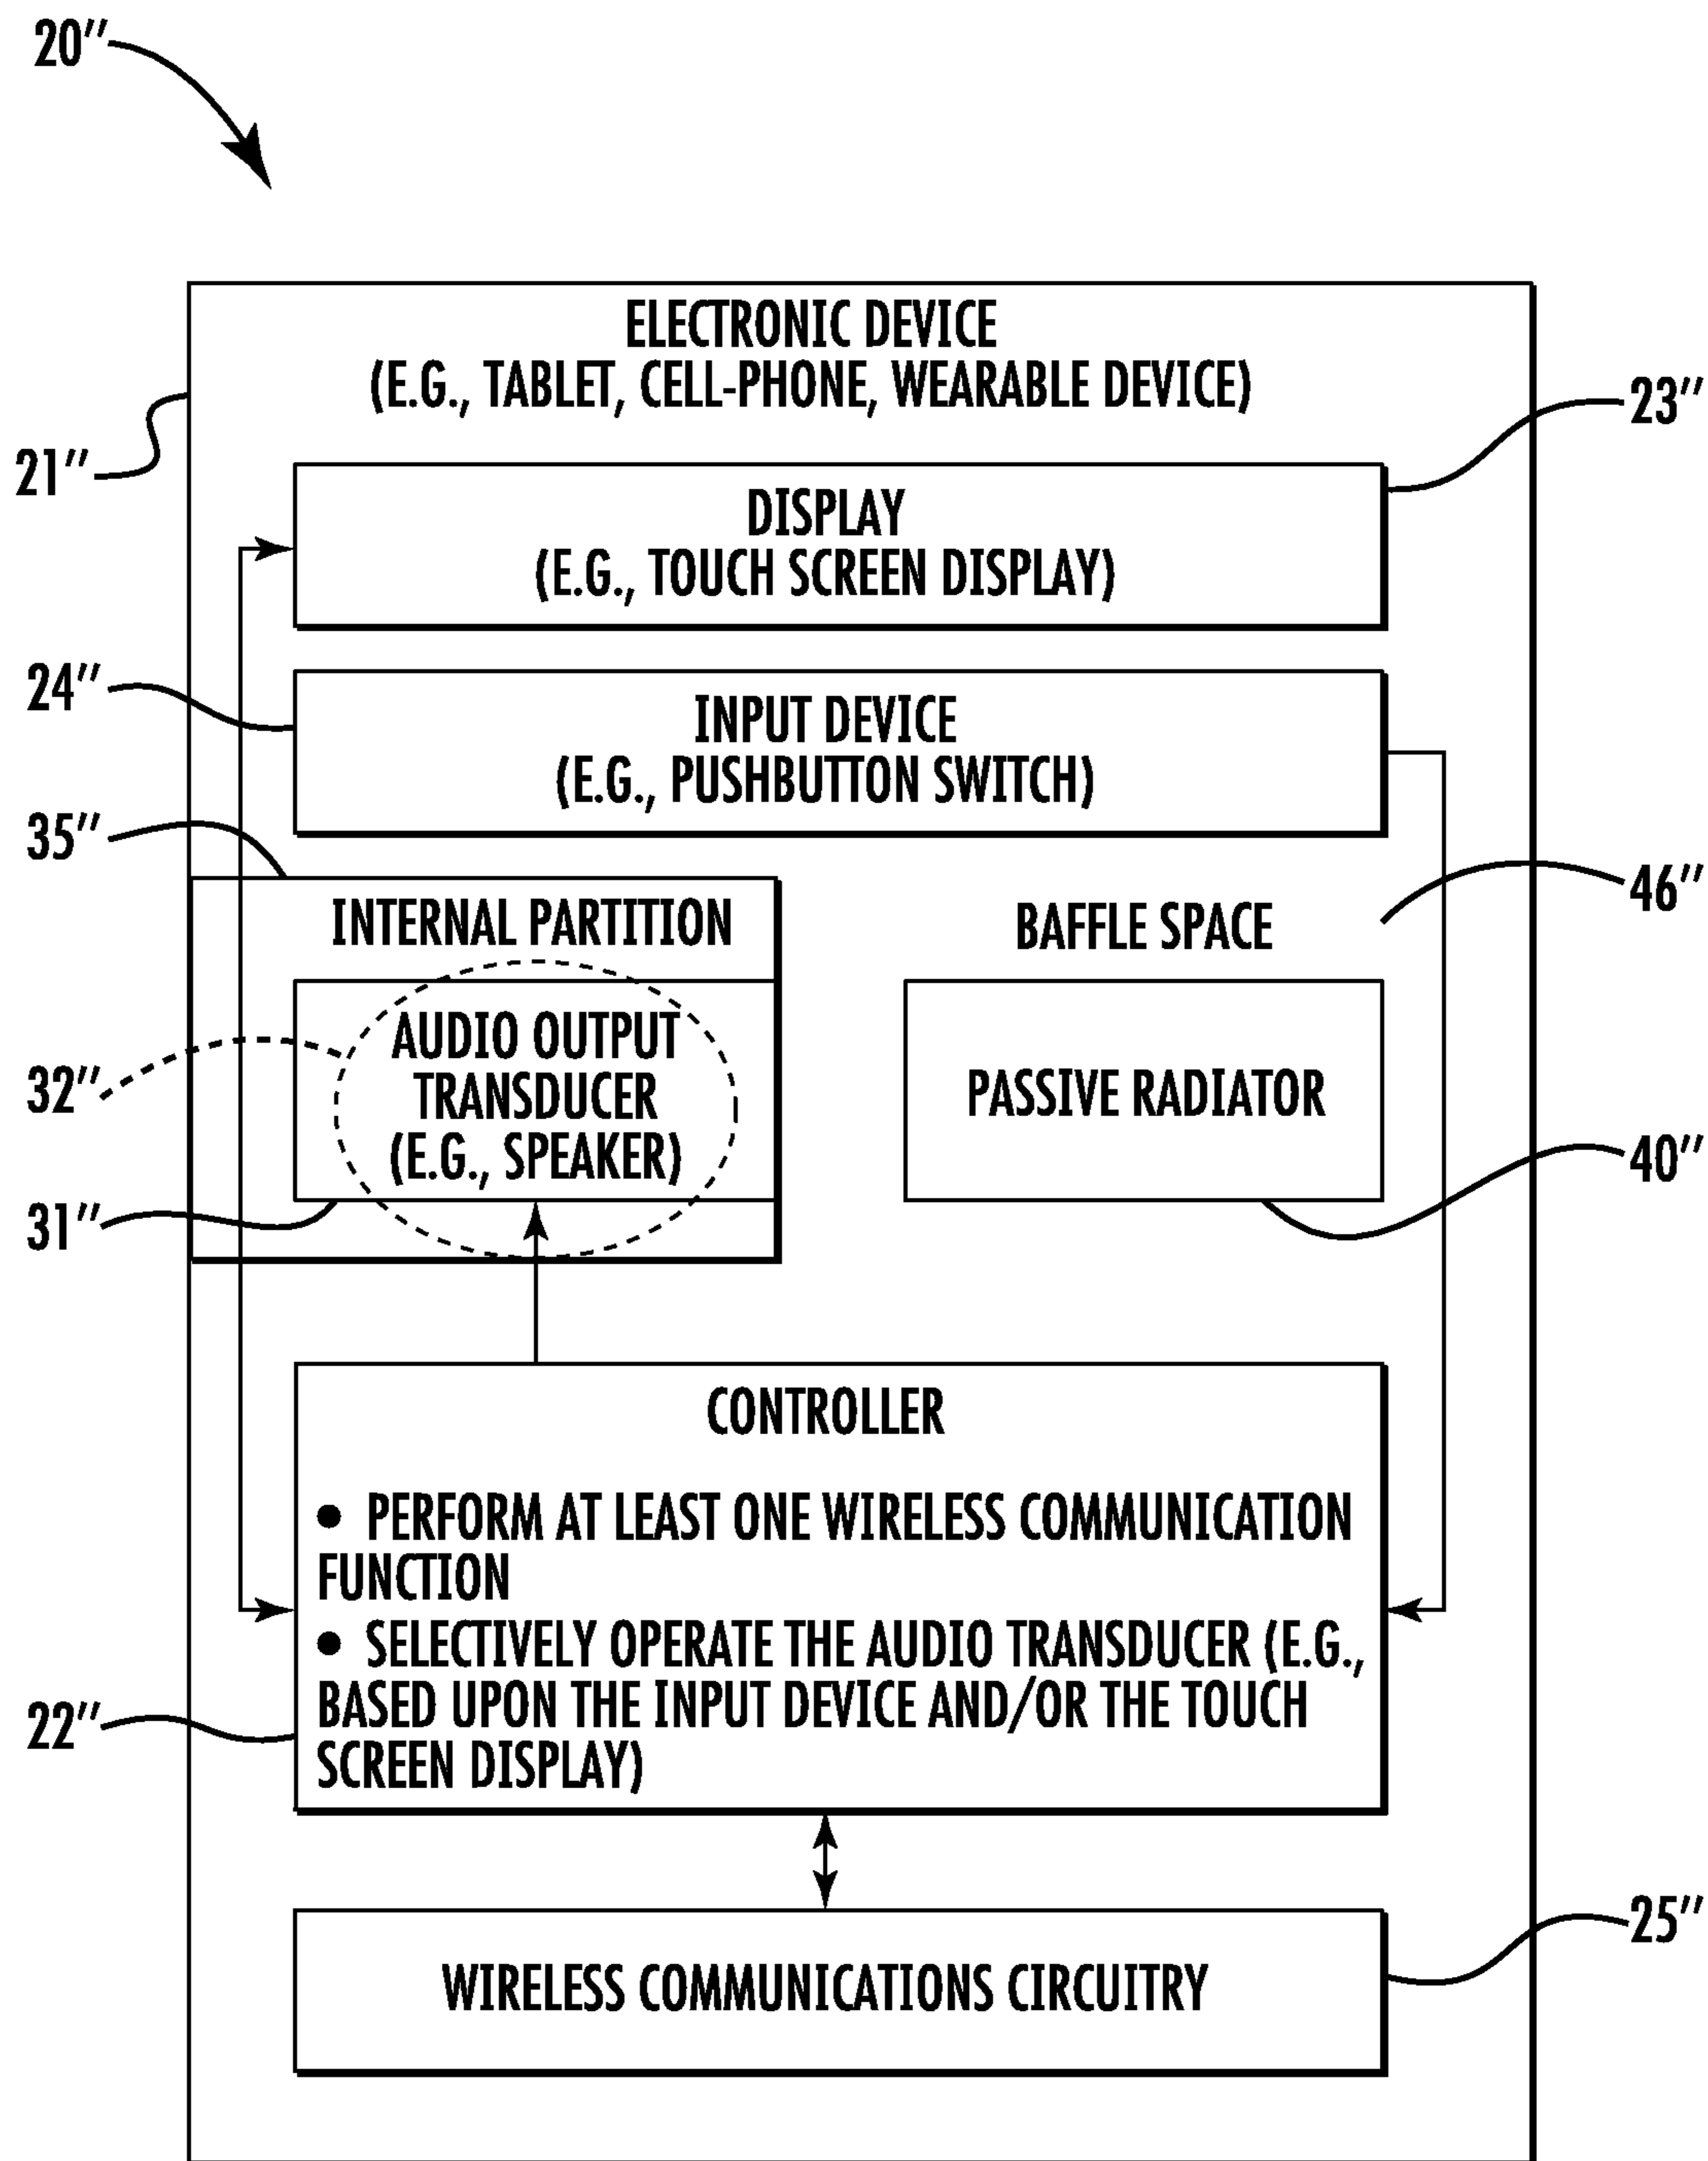 20″
ELECTRONIC DEVICE
(E.G., TABLET, CELL-PHONE, WEARABLE DEVICE)
23″
21″
DISPLAY
(E.G., TOUCH SCREEN DISPLAY)
24″
INPUT DEVICE
(E.G., PUSHBUTTON SWITCH)
35″
46″
INTERNAL PARTITION
BAFFLE SPACE
32″
AUDIO OUTPUT
TRANSDUCER
(E.G., SPEAKER)
PASSIVE RADIATOR
40″
31″
CONTROLLER
● PERFORM AT LEAST ONE WIRELESS COMMUNICATION
FUNCTION
● SELECTIVELY OPERATE THE AUDIO TRANSDUCER (E.G.,
BASED UPON THE INPUT DEVICE AND/OR THE TOUCH
SCREEN DISPLAY)
22″
25″
WIRELESS COMMUNICATIONS CIRCUITRY